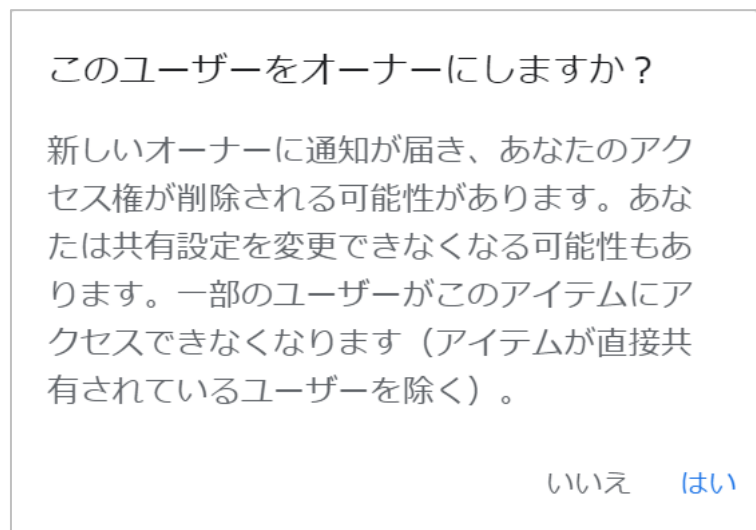 このユーザーをオーナーにしますか？
新しいオーナーに通知が届き、あなたのアク
セス権が削除される可能性があります。あな
たは共有設定を変更できなくなる可能性もあ
ります。一部のユーザーがこのアイテムにア
クセスできなくなります（アイテムが直接共
有されているユーザーを除く）。
いいえ はい